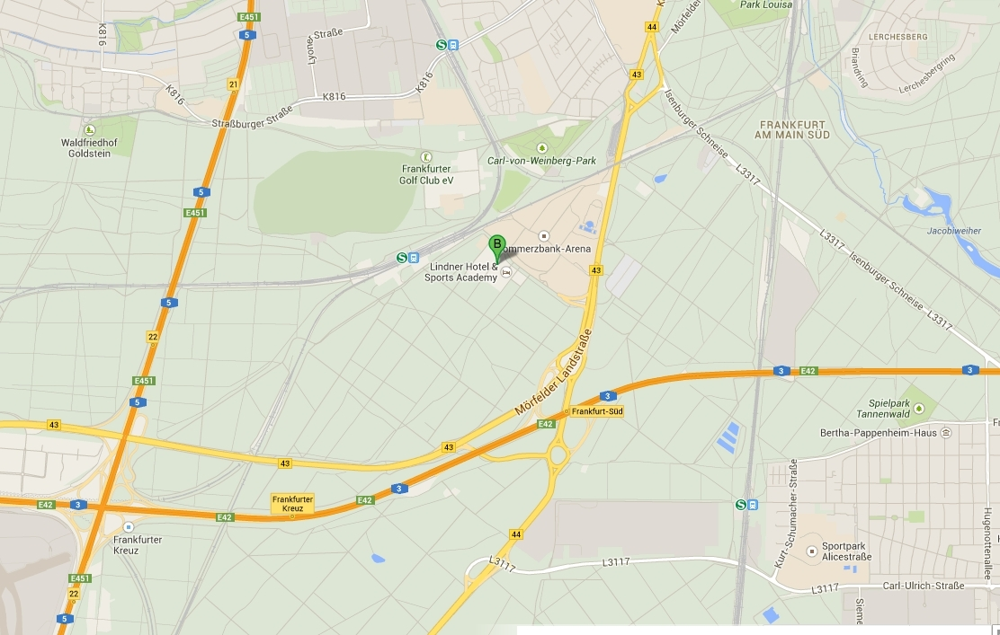 E451
5
44
Park Louisa
K816
Lyoner Straße
Mörfelder
LERCHESBERG
S
Briandring
Lerchesbergring
43
21
K816
K816
K816
Straßburger Straße
Isenburger Schneise
FRANKFURT
AM MAIN SÜD
Waldfriedhof
Goldstein
Frankfurter
Golf Club eV
Carl-von-Weinberg-Park
L3317
5
E451
L3317
Jacobiweiher
B
ommerzbank-Arena
Lindner Hotel &
Sports Academy
S
43
Isenburger Schneise
5
L3317
22
Mörfelder Landstraße
E451
3
E42
3
5
3
Frankfurt-Süd
Spielpark
Tannenwald
43
E42
Bertha-Pappenheim-Haus
43
43
Kurt-Schumacher-Straße
3
E42
3
E42
E42
Frankfurter
Kreuz
S
Frankfurter
Kreuz
44
Hugenottenallee
Sportpark
Alicestraße
L3117
L3117
E451
22
L3117
Carl-Ulrich-Straße
Sieme
5